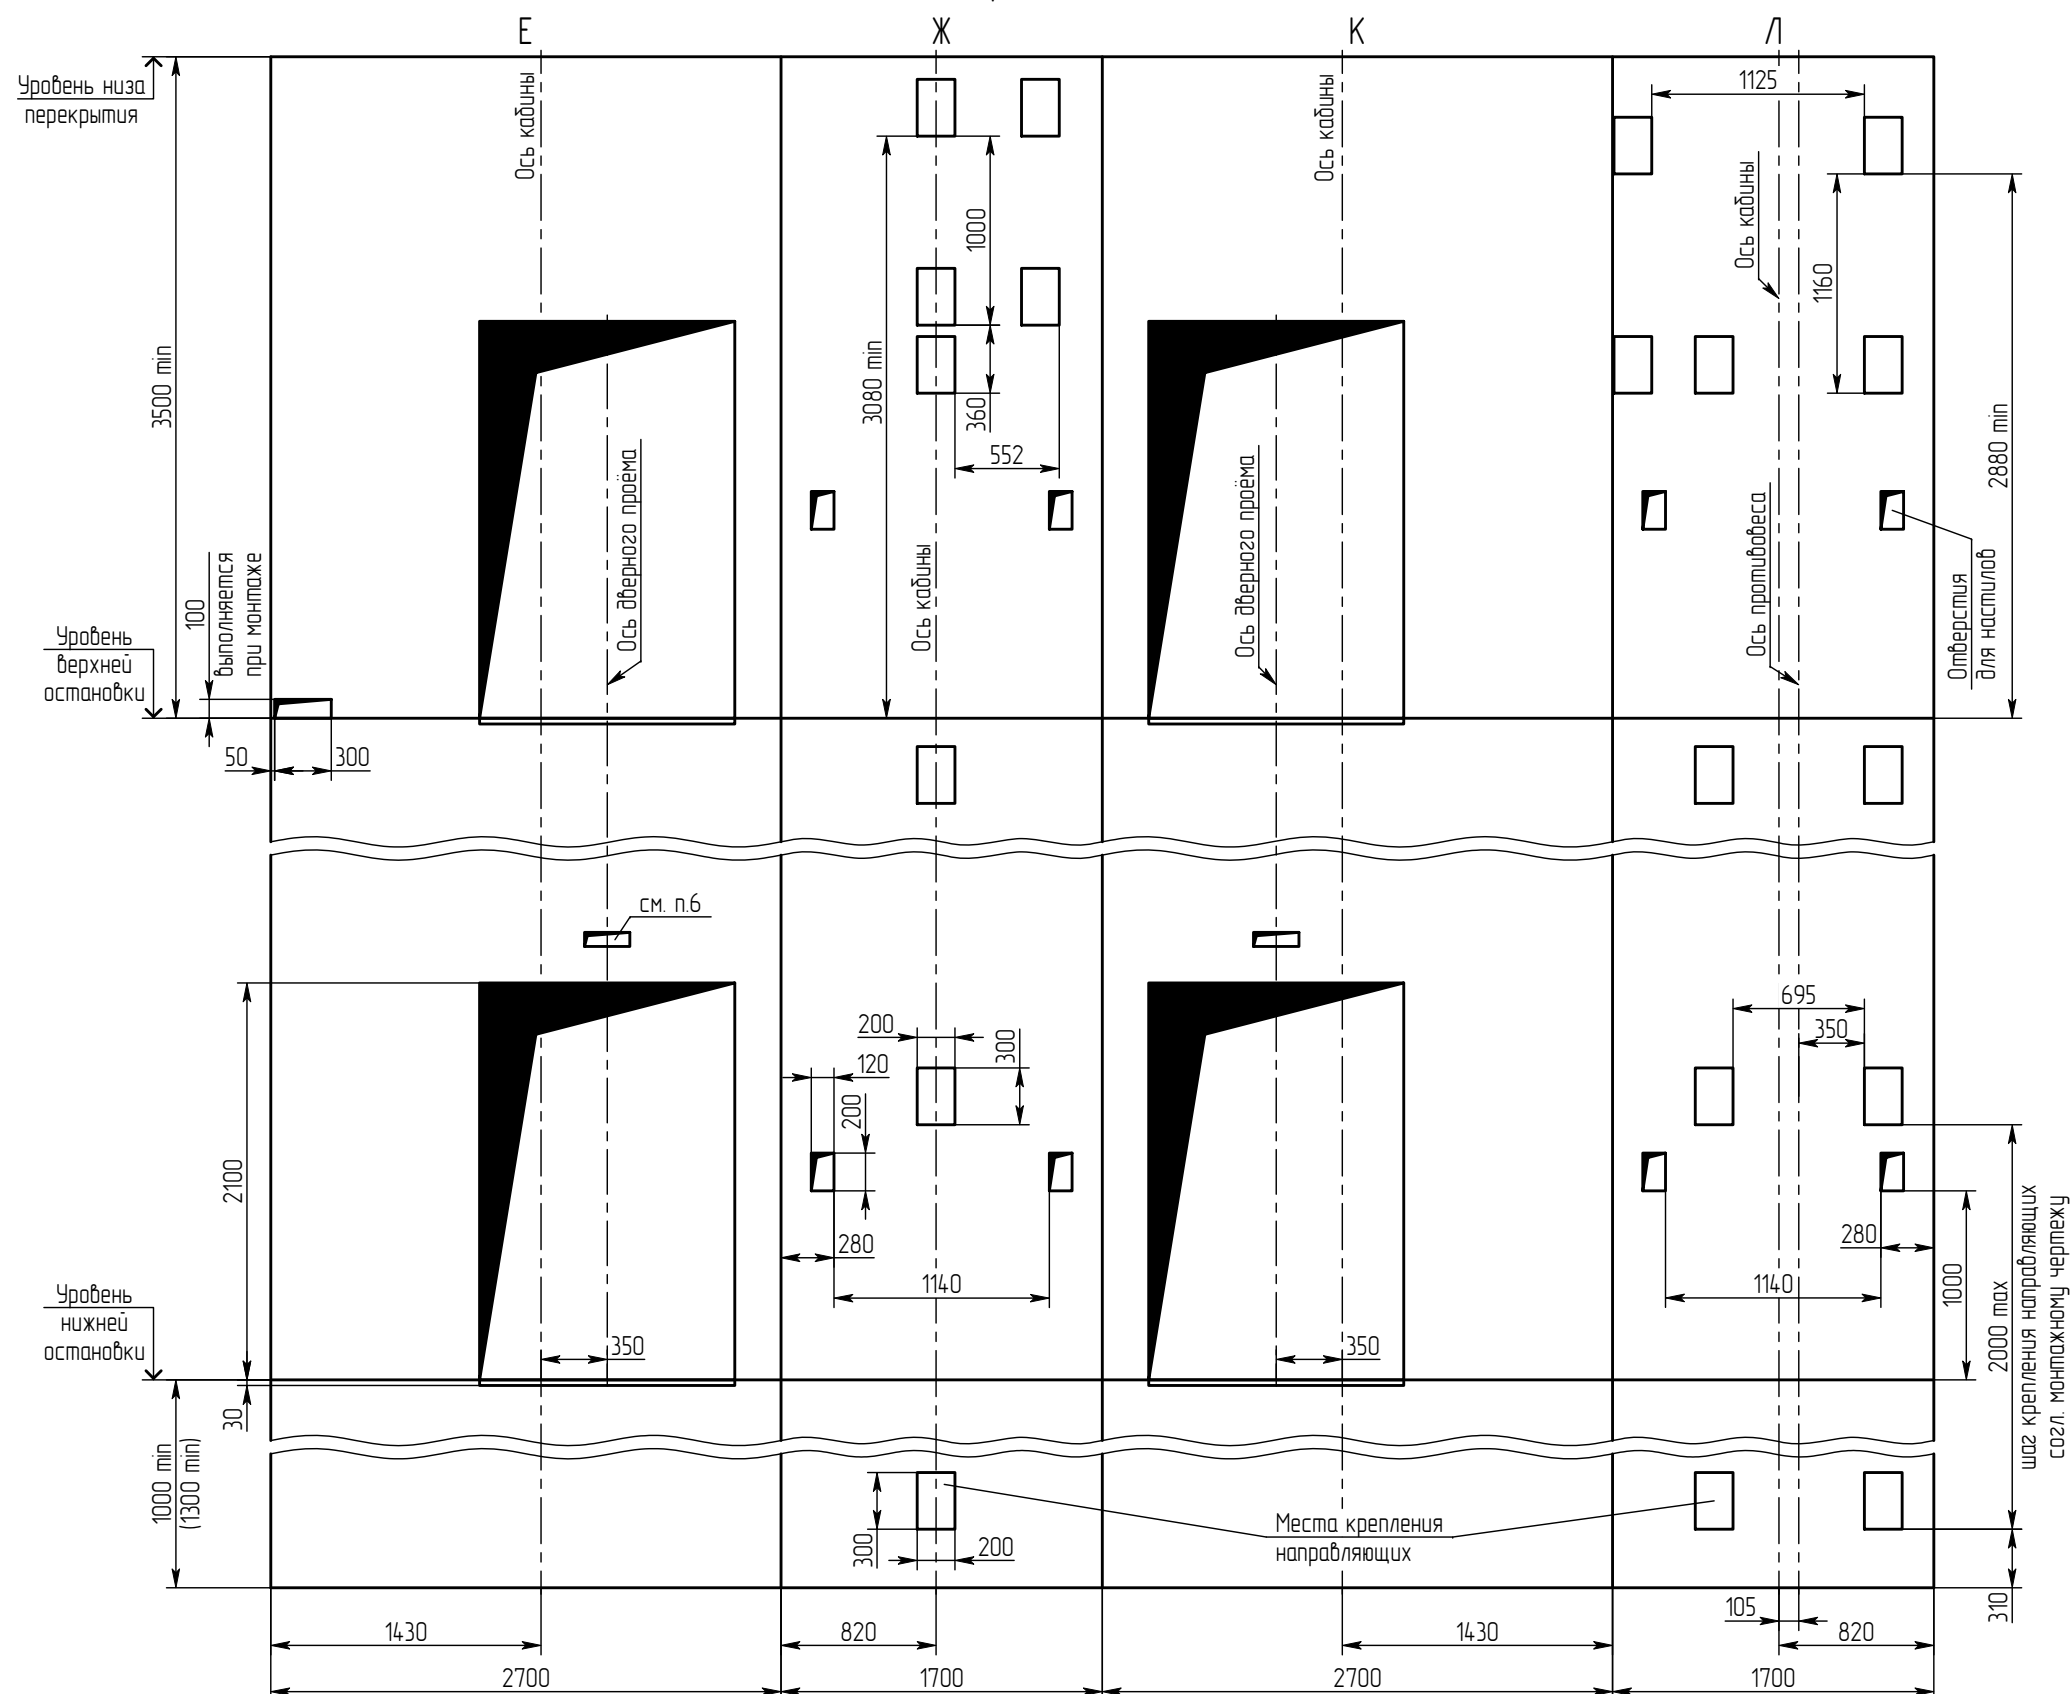 Е
Ж
К
Л
Уровень низа
перекрытия
Ось кабины
Ось кабины
1125
Ось кабины
1000
1160
3500 min
3080 min
360
552
2880 min
Ось дверного проёма
Ось кабины
Ось дверного проёма
Ось противовеса
Отверстия
для настилов
100
выполняется
при монтаже
Уровень
верхней
остановки
50
300
см. п.6
695
350
200
300
120
200
2100
280
1140
280
1140
1000
2000 max
шаг крепления направляющих
согл. монтажному чертежу
Уровень
нижней
остановки
350
350
30
1000 min
(1300 min)
300
200
Места крепления
направляющих
310
105
1430
820
1430
820
2700
1700
2700
1700